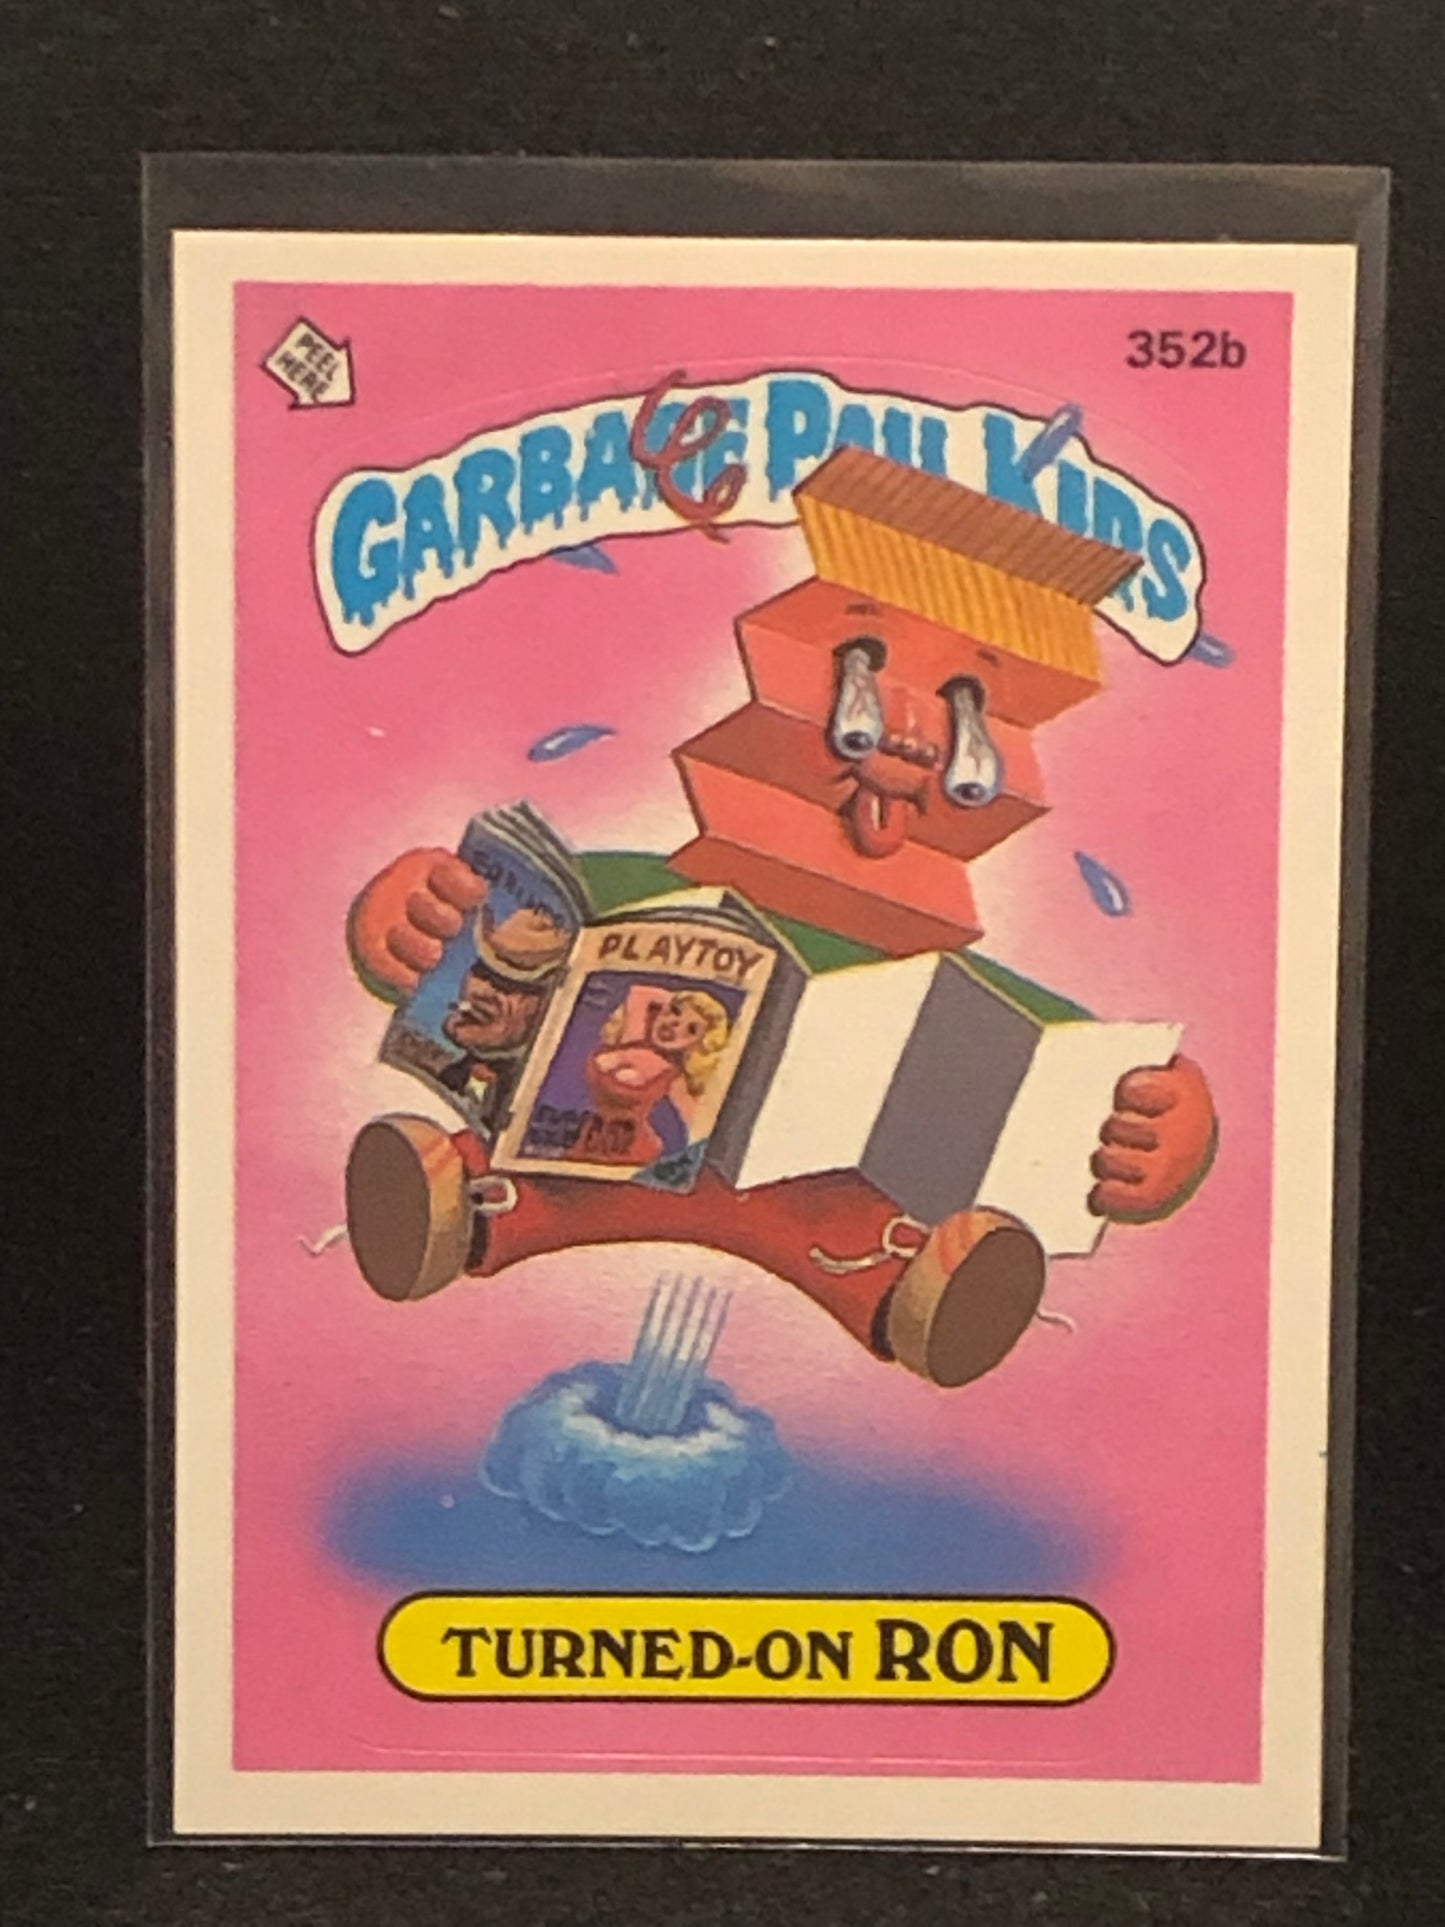 PEEL
HERE
352b
GARBAGE PAIL KIDS
PLAYTOY
TURNED-ON RON